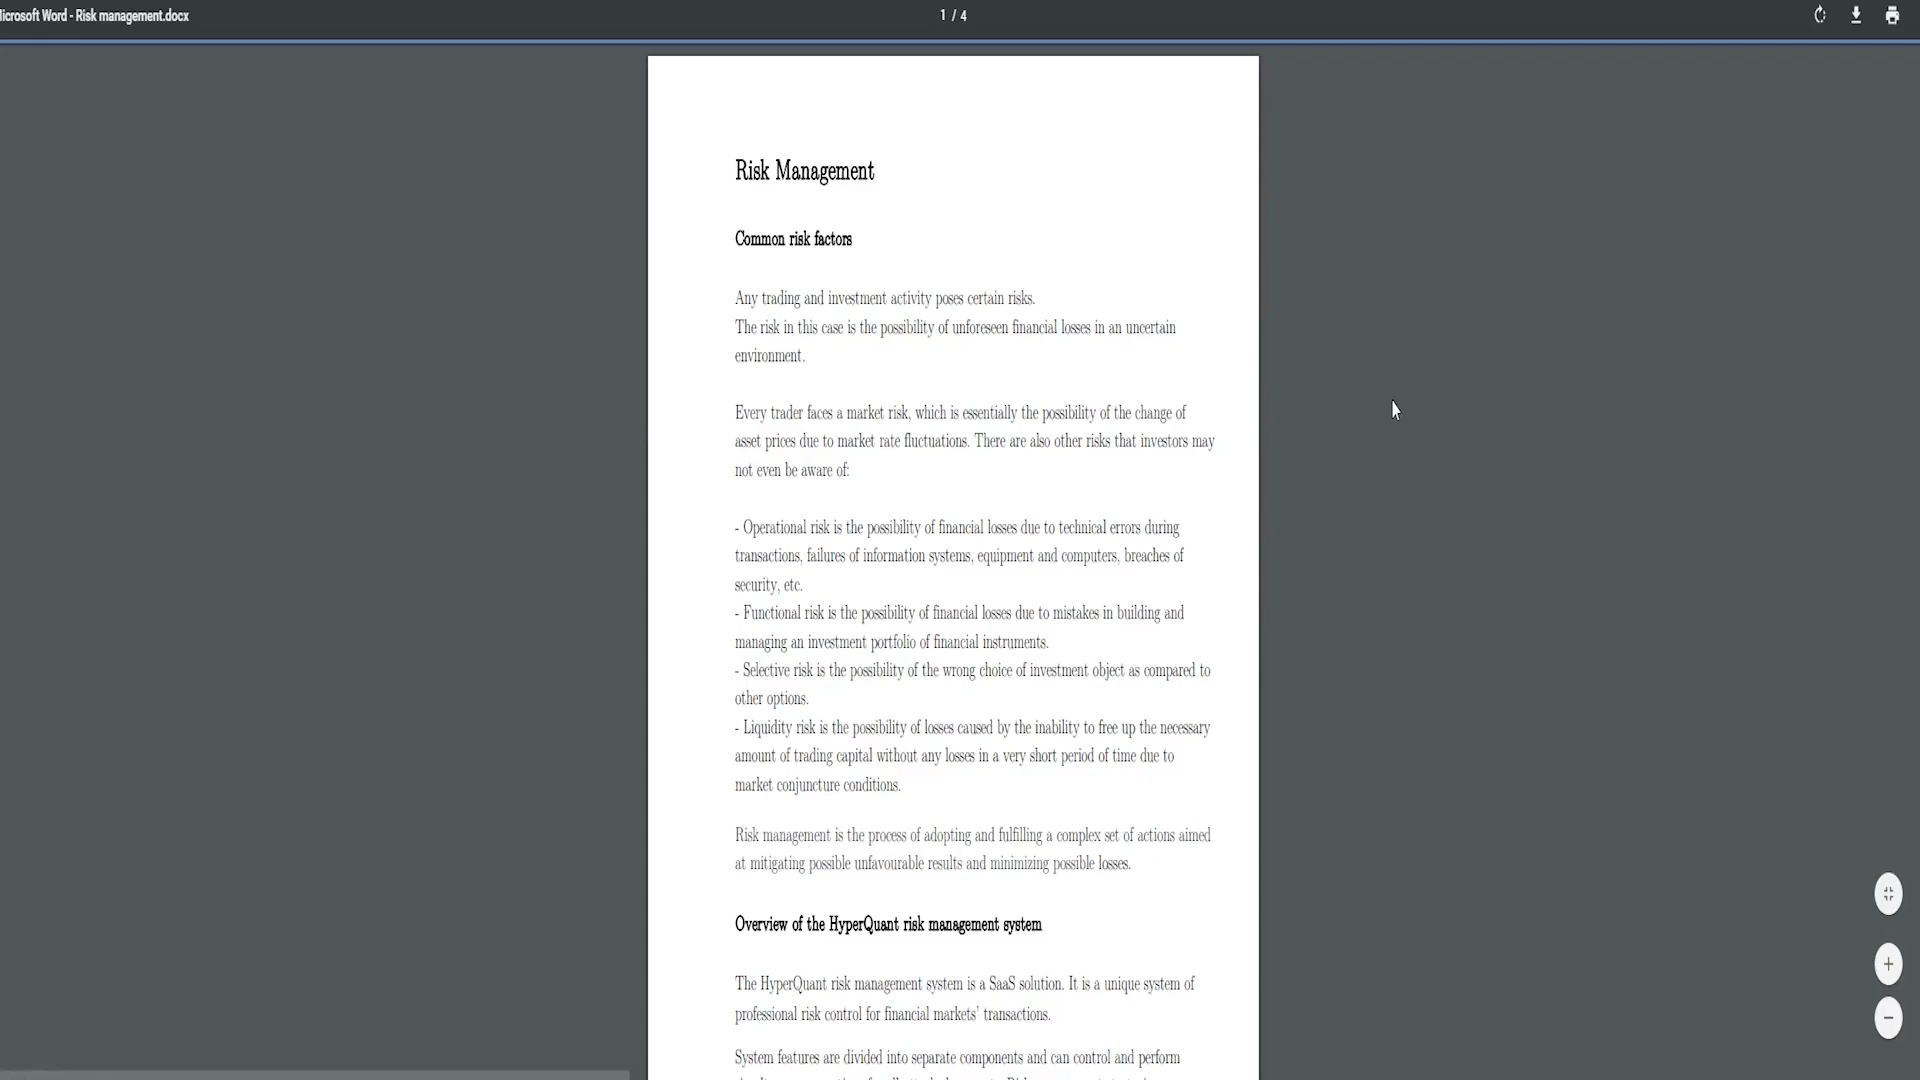 Microsoft Word - Risk management.docx
1 / 4
Risk Management
Common risk factors
Any trading and investment activity poses certain risks.
The risk in this case is the possibility of unforeseen financial losses in an uncertain
environment.
Every trader faces a market risk, which is essentially the possibility of the change of
asset prices due to market rate fluctuations. There are also other risks that investors may
not even be aware of:
- Operational risk is the possibility of financial losses due to technical errors during
transactions, failures of information systems, equipment and computers, breaches of
security, etc.
- Functional risk is the possibility of financial losses due to mistakes in building and
managing an investment portfolio of financial instruments.
- Selective risk is the possibility of the wrong choice of investment object as compared to
other options.
- Liquidity risk is the possibility of losses caused by the inability to free up the necessary
amount of trading capital without any losses in a very short period of time due to
market conjuncture conditions.
Risk management is the process of adopting and fulfilling a complex set of actions aimed
at mitigating possible unfavourable results and minimizing possible losses.
Overview of the HyperQuant risk management system
The HyperQuant risk management system is a SaaS solution. It is a unique system of
professional risk control for financial markets' transactions.
System features are divided into separate components and can control and perform